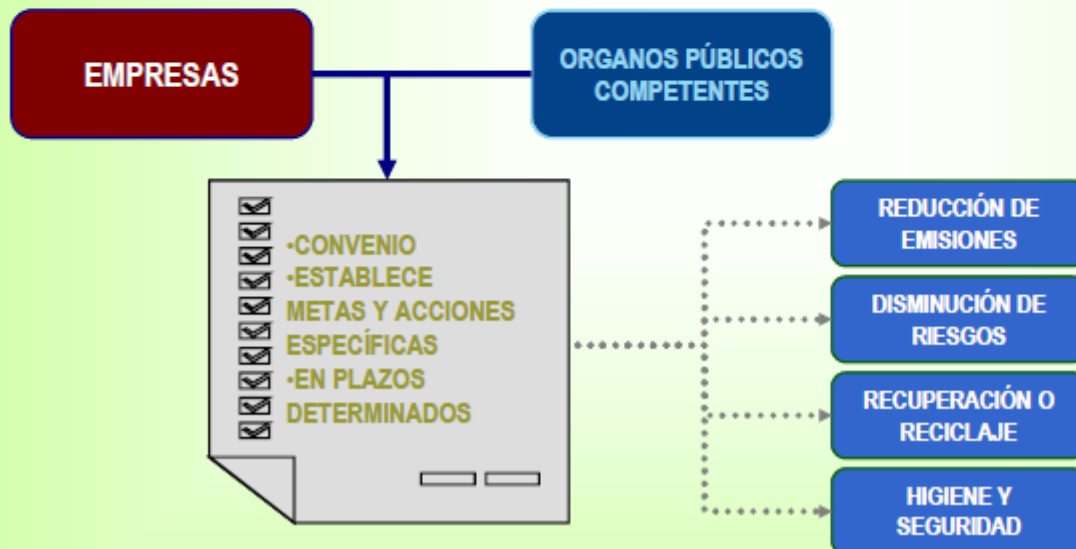 EMPRESAS
ORGANOS PÚBLICOS
COMPETENTES
•CONVENIO
•ESTABLECE
METAS Y ACCIONES
ESPECÍFICAS
•EN PLAZOS
DETERMINADOS
REDUCCIÓN DE
EMISIONES
DISMINUCIÓN DE
RIESGOS
RECUPERACIÓN O
RECICLAJE
HIGIENE Y
SEGURIDAD